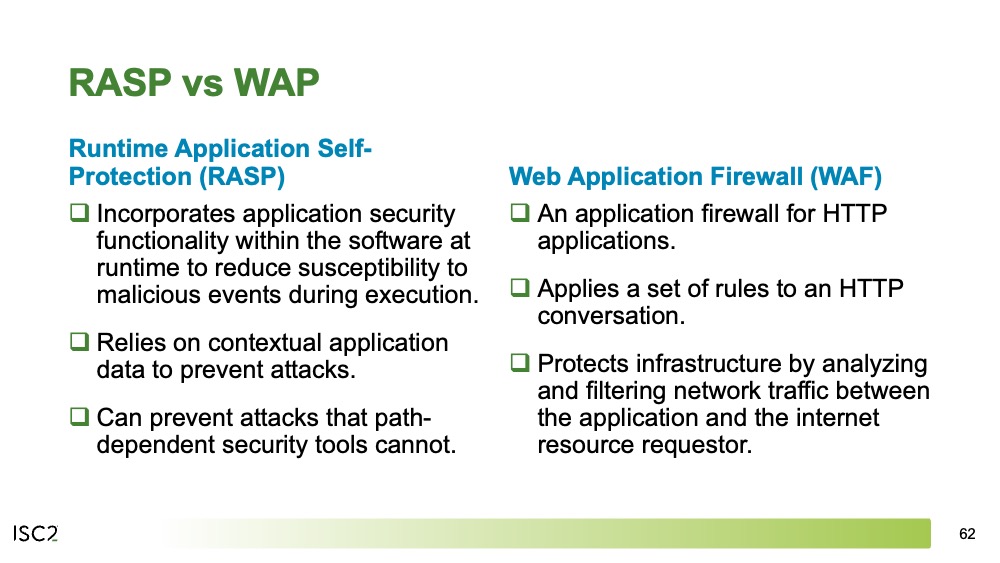 RASP vs WAP
Runtime Application Self-
Protection (RASP)
❑ Incorporates application security
functionality within the software at
runtime to reduce susceptibility to
malicious events during execution.
❑ Relies on contextual application
data to prevent attacks.
❑ Can prevent attacks that path-
dependent security tools cannot.
Web Application Firewall (WAF)
❑ An application firewall for HTTP
applications.
❑ Applies a set of rules to an HTTP
conversation.
❑ Protects infrastructure by analyzing
and filtering network traffic between
the application and the internet
resource requestor.
ISC2
62